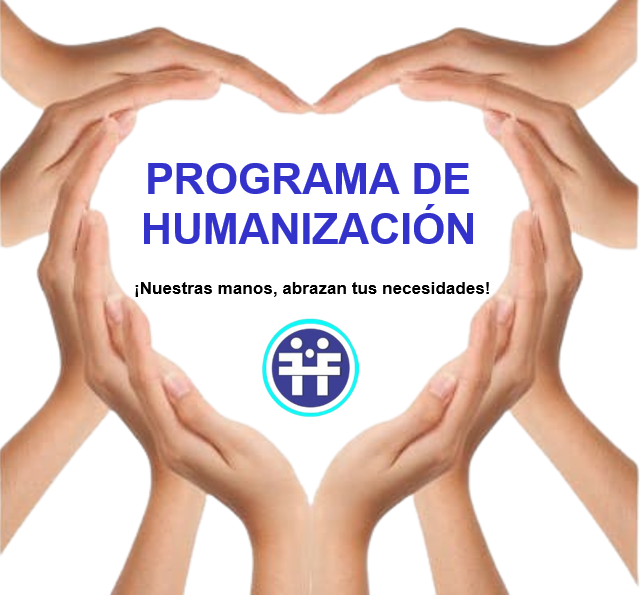 PROGRAMA DE
HUMANIZACIÓN
¡Nuestras manos, abrazan tus necesidades!